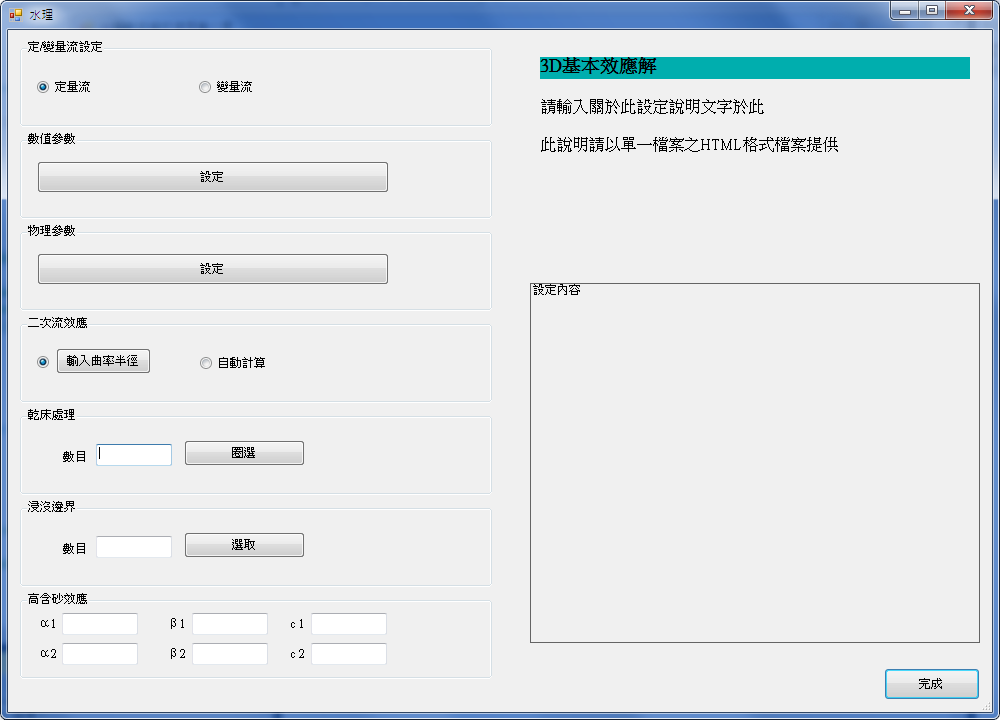 水理
定/變量流設定
定量流 變量流
數值參數
設定
物理參數
設定
二次流效應
輸入曲率半徑 自動計算
乾床處理
數目 圈選
浸沒邊界
數目 選取
高含砂效應
α1 β1 c1
α2 β2 c2
3D基本效應解
請輸入關於此設定說明文字於此
此說明請以單一檔案之HTML格式檔案提供
設定內容
完成